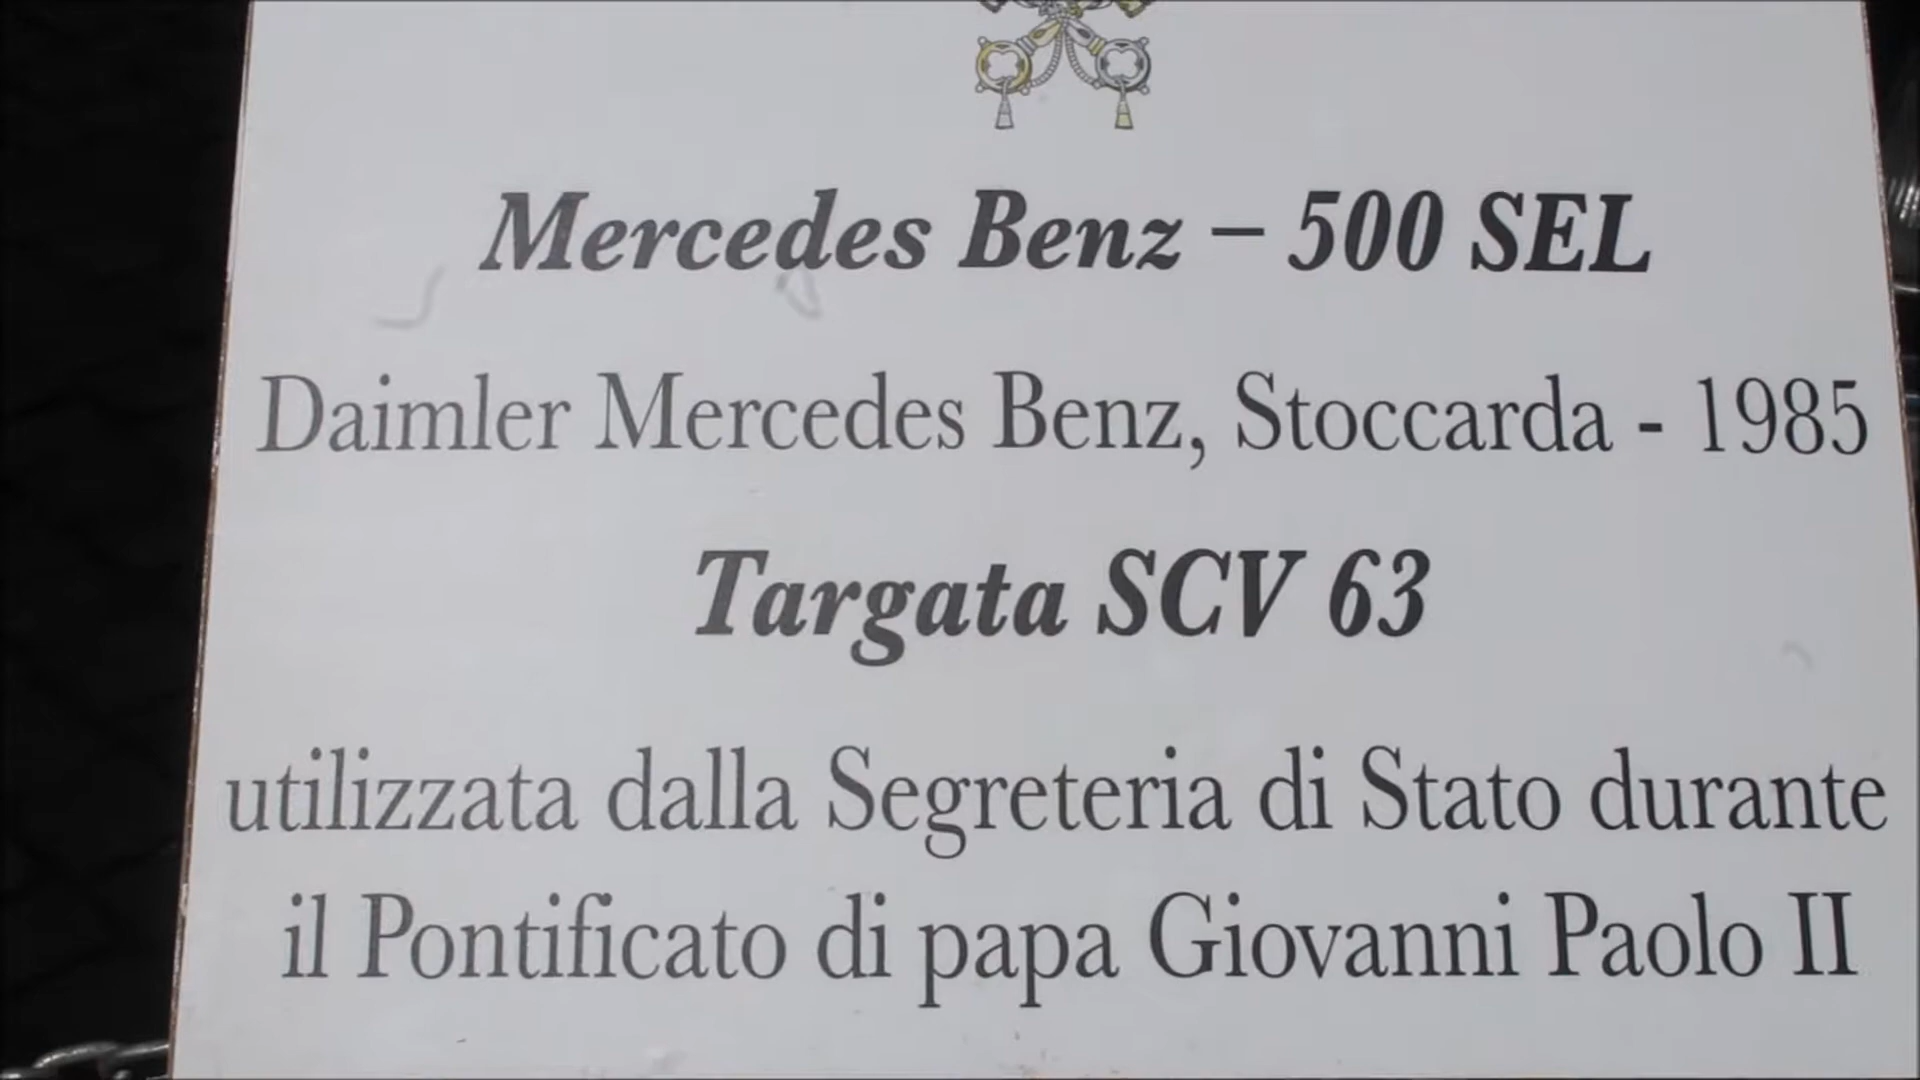 Mercedes Benz – 500 SEL
Daimler Mercedes Benz, Stoccarda - 1985
Targata SCV 63
utilizzata dalla Segreteria di Stato durante
il Pontificato di papa Giovanni Paolo II